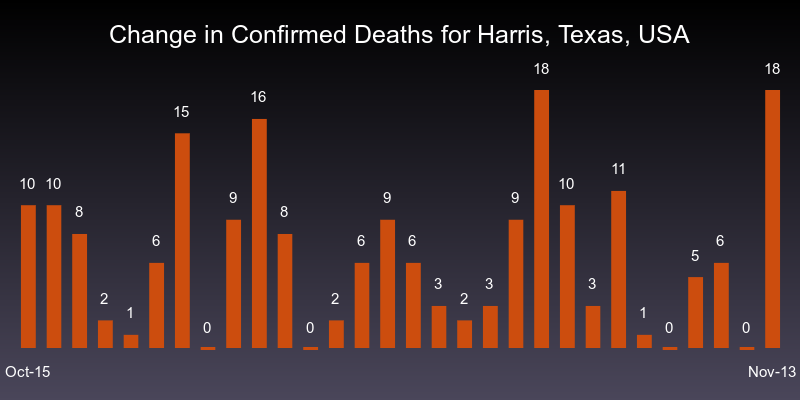 Change in Confirmed Deaths for Harris, Texas, USA
10 10 8 2 1 6 15 0 9 16 8 0 2 6 9 6 3 2 3 9 18 10 3 11 1 0 5 6 0 18
Oct-15 Nov-13